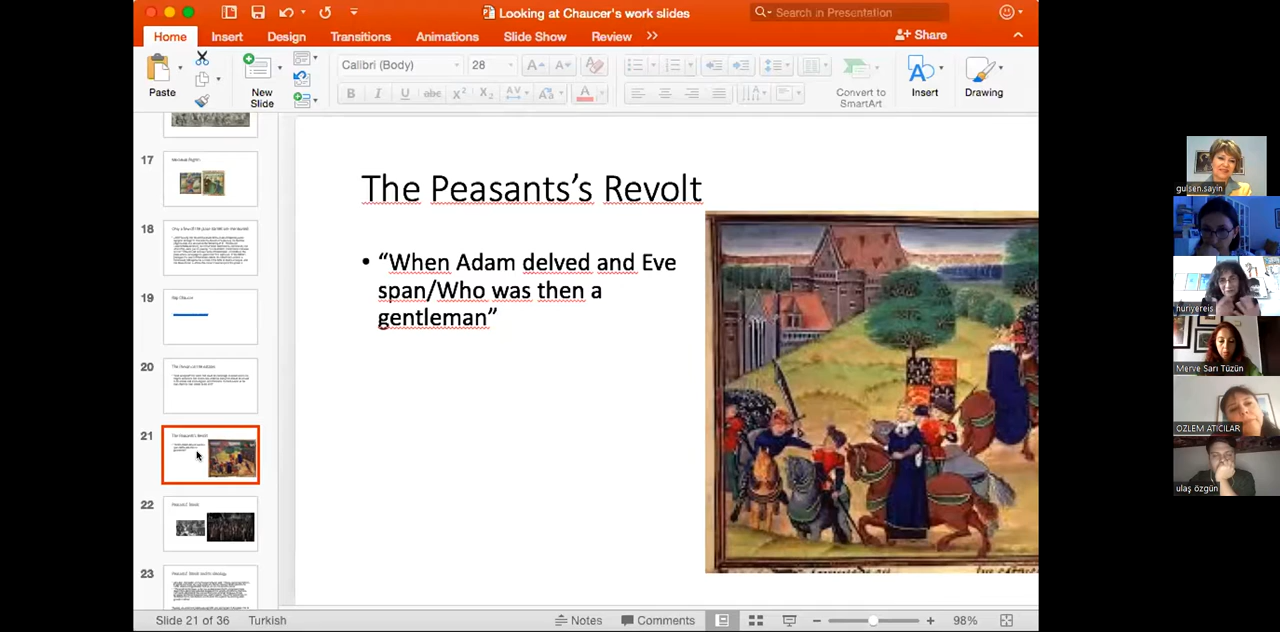 Looking at Chaucer's work slides
Search in Presentation
Home Insert Design Transitions Animations Slide Show Review
Share
Paste
New
Slide
Calibri (Body) 28
Convert to
SmartArt
Insert
Drawing
17
18
19
20
21
22
23
The Peasants's Revolt
“When Adam delved and Eve
span/Who was then a
gentleman”
Slide 21 of 36 Turkish
Notes Comments 98%
gulsen.sayin
huriyereis
Merve Sarı Tüzün
OZLEM ATICILAR
ulaş özgün